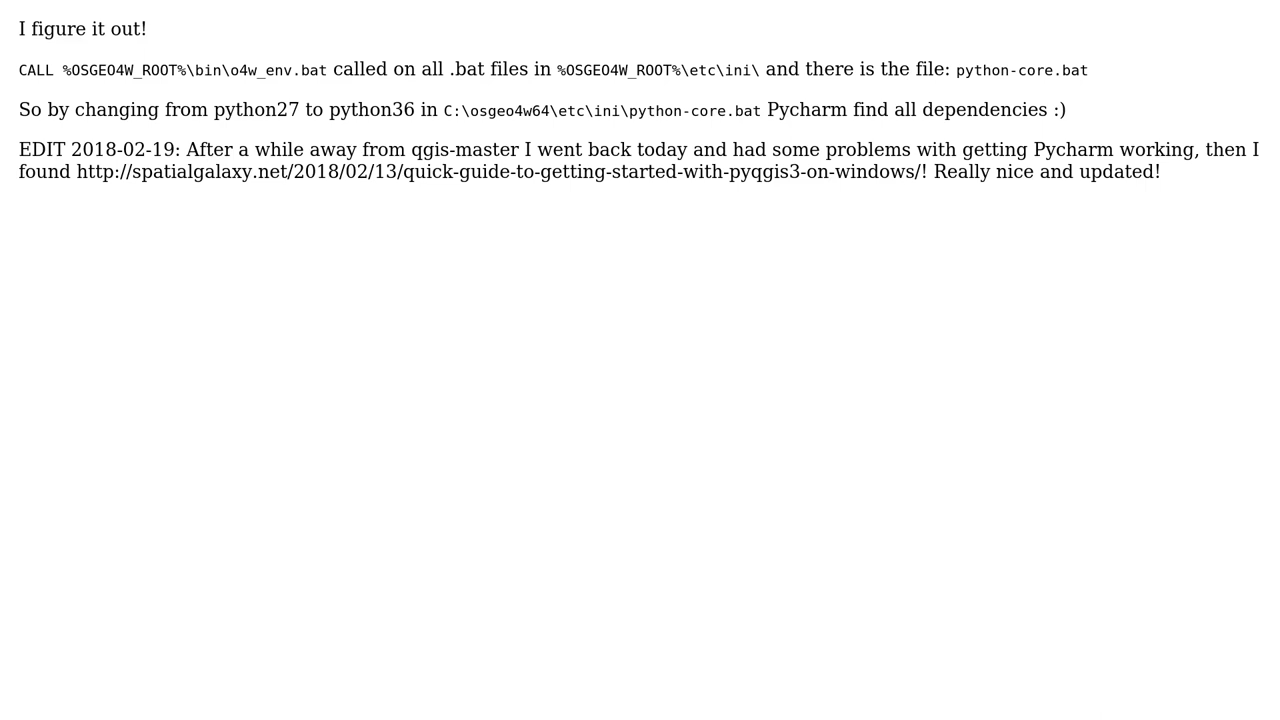 I figure it out!
CALL %OSGEO4W_ROOT%\bin\o4w_env.bat called on all .bat files in %OSGEO4W_ROOT%\etc\ini\ and there is the file: python-core.bat
So by changing from python27 to python36 in C:\osgeo4w64\etc\ini\python-core.bat Pycharm find all dependencies :)
EDIT 2018-02-19: After a while away from qgis-master I went back today and had some problems with getting Pycharm working, then I
found http://spatialgalaxy.net/2018/02/13/quick-guide-to-getting-started-with-pyqgis3-on-windows/! Really nice and updated!